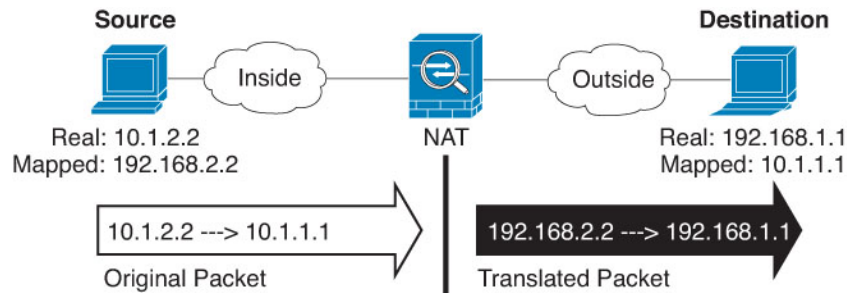 Source
Destination
Inside
Outside
Real: 10.1.2.2
Mapped: 192.168.2.2
NAT
Real: 192.168.1.1
Mapped: 10.1.1.1
10.1.2.2 ---> 10.1.1.1
192.168.2.2 ---> 192.168.1.1
Original Packet
Translated Packet